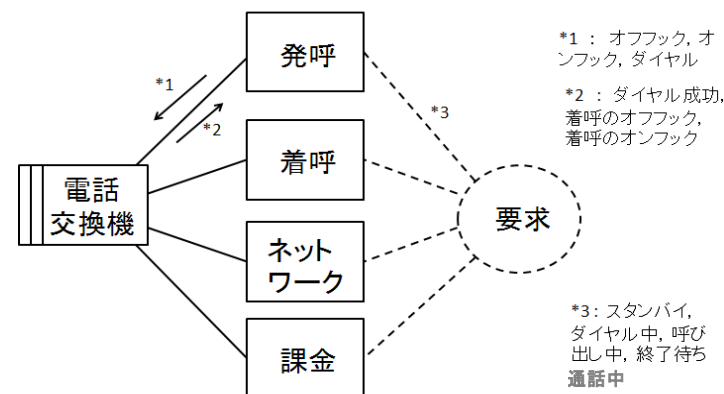 発呼
*1
*2
*3
着呼
電話
交換機
ネット
ワーク
課金
要求
*1 : オフフック, オ
ンフック, ダイヤル
*2 : ダイヤル成功,
着呼のオフフック,
着呼のオンフック
*3: スタンバイ,
ダイヤル中, 呼び
出し中, 終了待ち
通話中